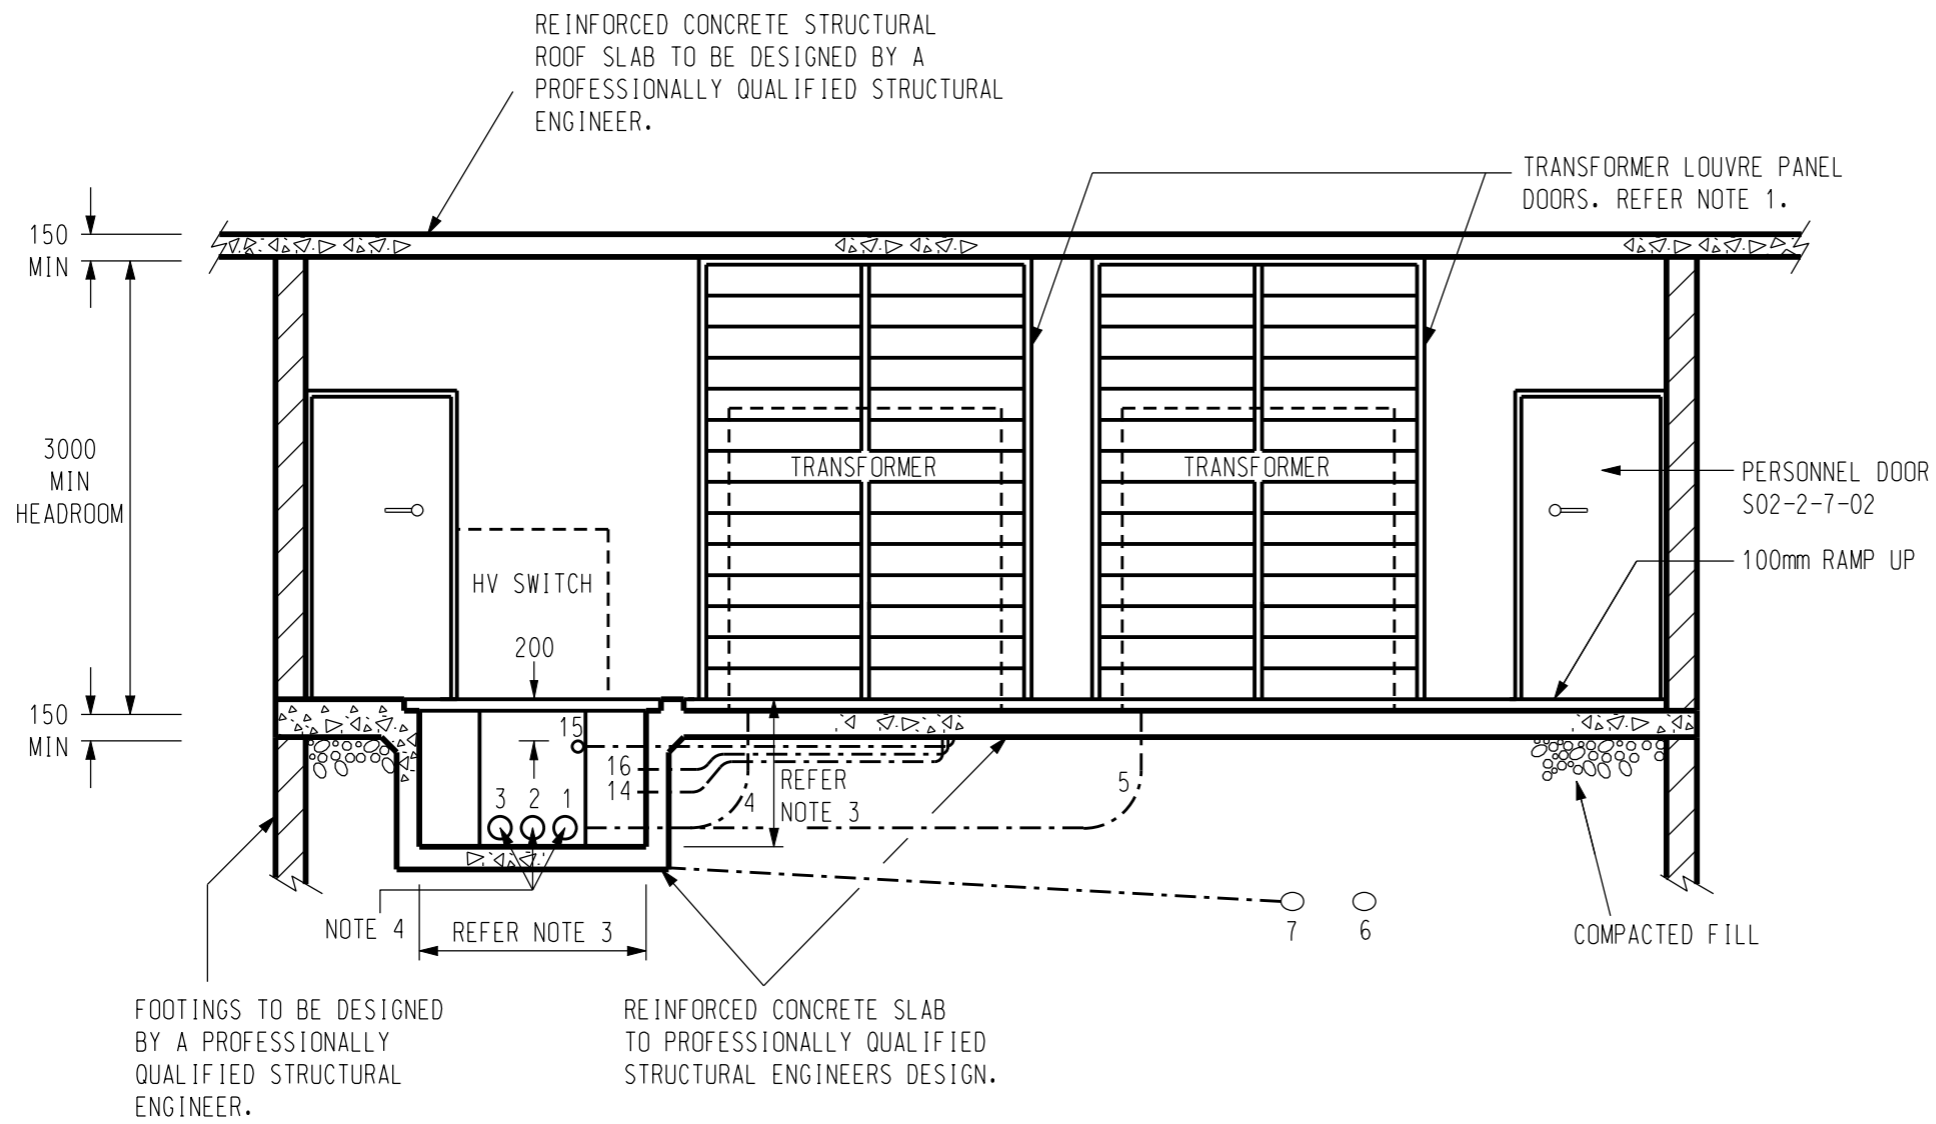 REINFORCED CONCRETE STRUCTURAL
ROOF SLAB TO BE DESIGNED BY A
PROFESSIONALLY QUALIFIED STRUCTURAL
ENGINEER.
TRANSFORMER LOUVRE PANEL
DOORS. REFER NOTE 1.
150
MIN
3000
MIN
HEADROOM
TRANSFORMER
TRANSFORMER
PERSONNEL DOOR
S02-2-7-02
HV SWITCH
100mm RAMP UP
200
150
MIN
15
16
14
REFER
NOTE 3
4
5
3
2
1
NOTE 4
REFER NOTE 3
7
6
COMPACTED FILL
FOOTINGS TO BE DESIGNED
BY A PROFESSIONALLY
QUALIFIED STRUCTURAL
ENGINEER.
REINFORCED CONCRETE SLAB
TO PROFESSIONALLY QUALIFIED
STRUCTURAL ENGINEERS DESIGN.